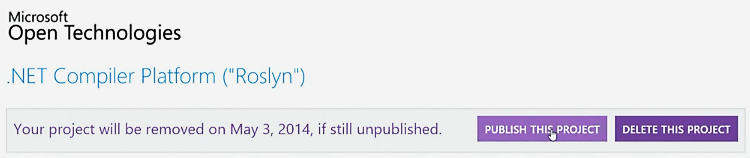 Microsoft
Open Technologies
.NET Compiler Platform ("Roslyn")
Your project will be removed on May 3, 2014, if still unpublished. PUBLISH THIS PROJECT DELETE THIS PROJECT